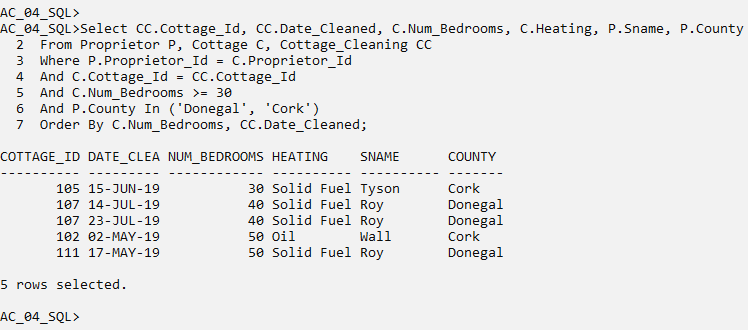 AC_04_SQL>
AC_04_SQL>Select CC.Cottage_Id, CC.Date_Cleaned, C.Num_Bedrooms, C.Heating, P.Sname, P.County
  2  From Proprietor P, Cottage C, Cottage_Cleaning CC
  3  Where P.Proprietor_Id = C.Proprietor_Id
  4  And C.Cottage_Id = CC.Cottage_Id
  5  And C.Num_Bedrooms >= 30
  6  And P.County In ('Donegal', 'Cork')
  7  Order By C.Num_Bedrooms, CC.Date_Cleaned;

COTTAGE_ID DATE_CLEA NUM_BEDROOMS HEATING    SNAME      COUNTY
---------- --------- ------------ ---------- ---------- -------
       105 15-JUN-19           30 Solid Fuel Tyson      Cork
       107 14-JUL-19           40 Solid Fuel Roy        Donegal
       107 23-JUL-19           40 Solid Fuel Roy        Donegal
       102 02-MAY-19           50 Oil        Wall       Cork
       111 17-MAY-19           50 Solid Fuel Roy        Donegal

5 rows selected.

AC_04_SQL>